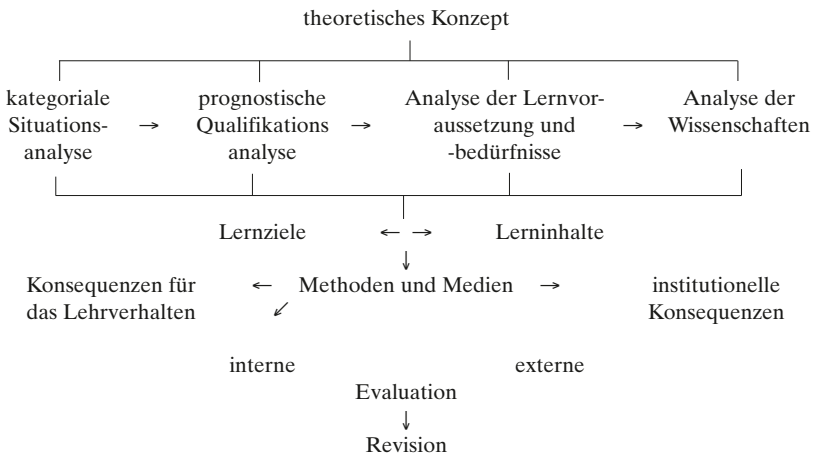 theoretisches Konzept
kategoriale prognostische Analyse der Lernvor- Analyse der
Situations- → Qualifikations → aussetzung und → Wissenschaften
analyse analyse -bedürfnisse
Lernziele ← → Lerninhalte
↓
Konsequenzen für ← Methoden und Medien → institutionelle
das Lehrverhalten ↙ Konsequenzen
interne externe
Evaluation
↓
Revision